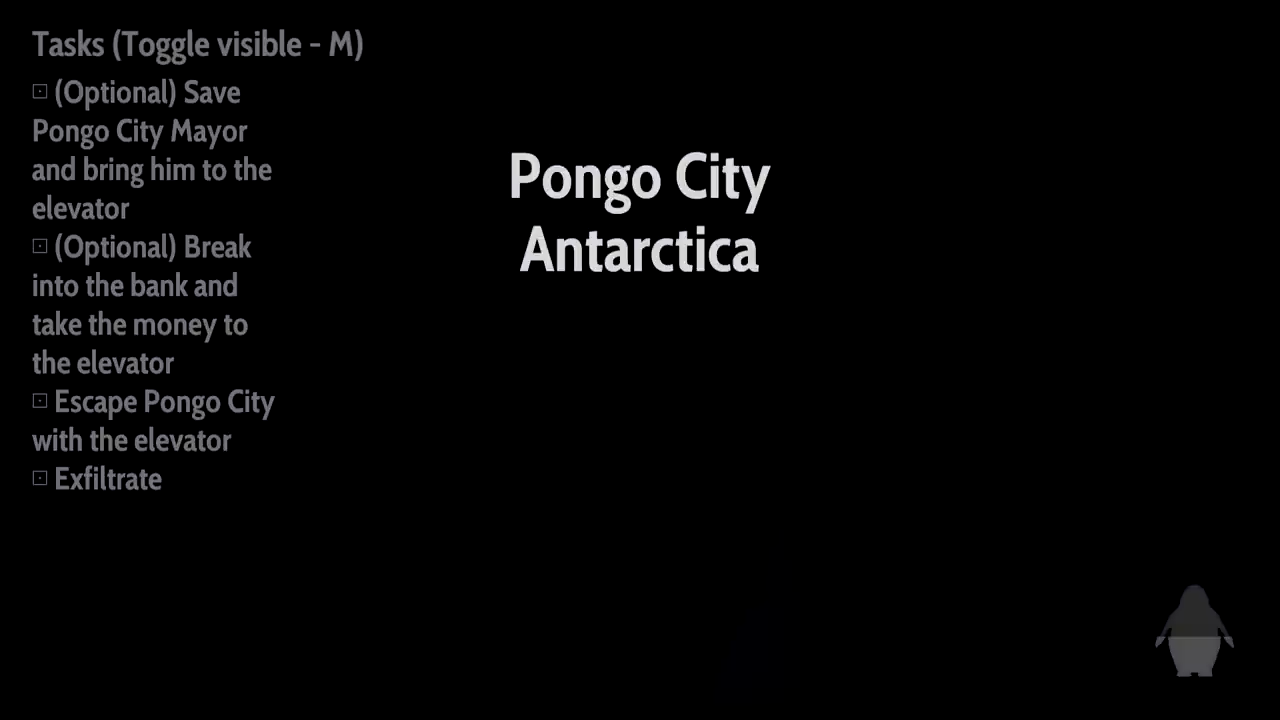 Tasks (Toggle visible - M)
(Optional) Save
Pongo City Mayor
and bring him to the
elevator
(Optional) Break
into the bank and
take the money to
the elevator
Escape Pongo City
with the elevator
Exfiltrate
Pongo City
Antarctica